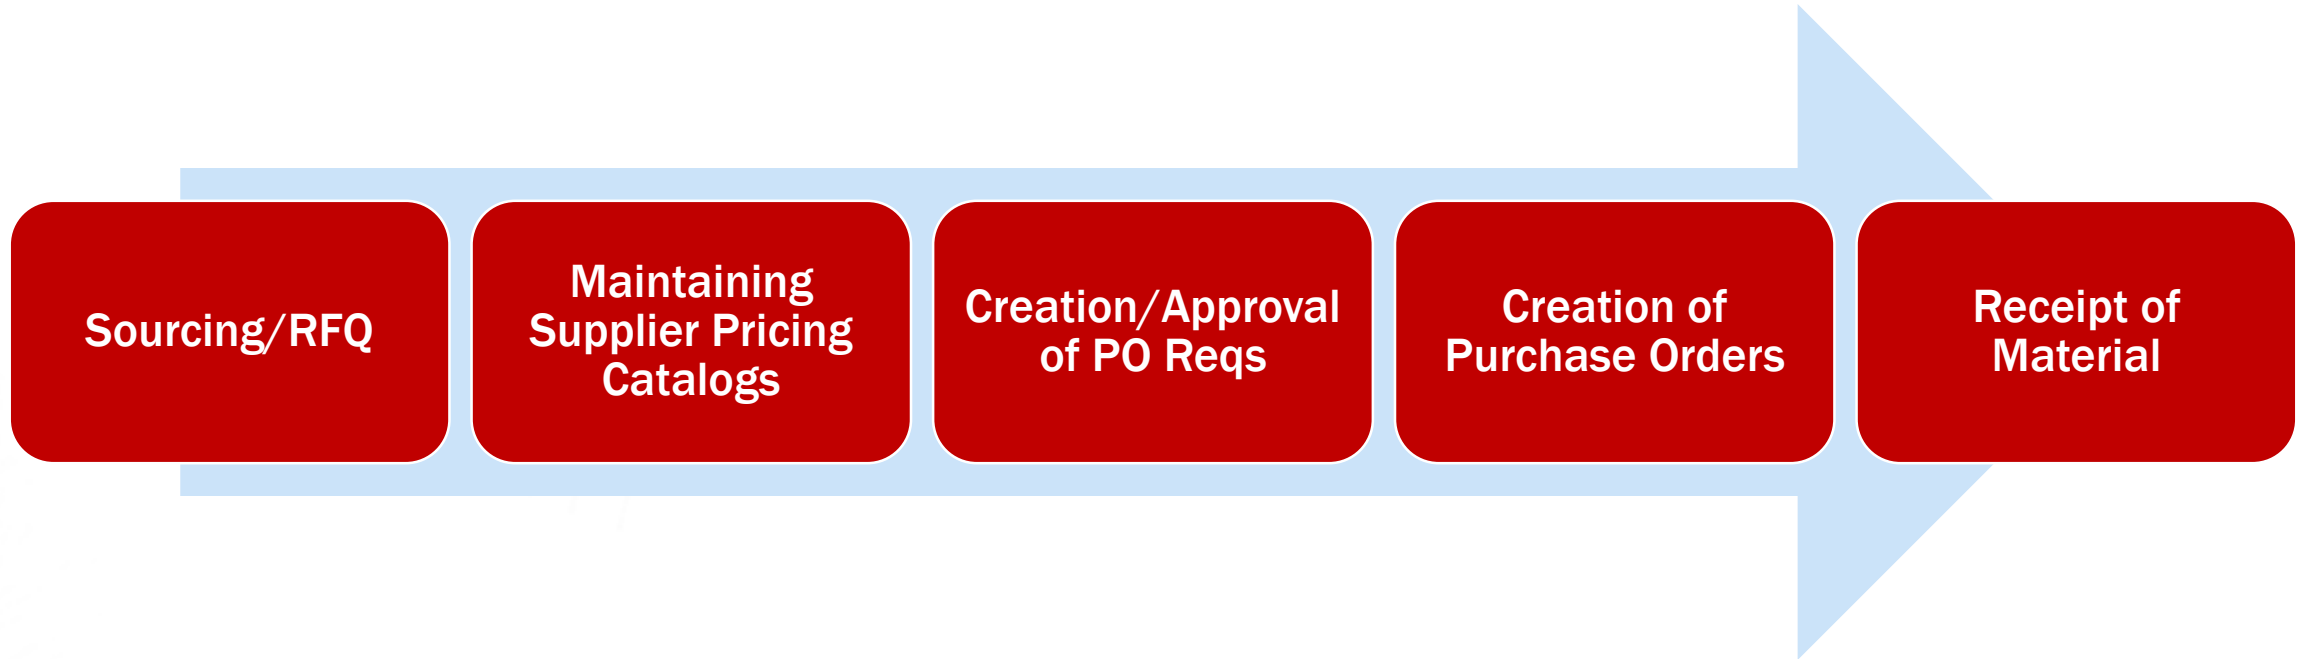 Sourcing/RFQ
Maintaining
Supplier Pricing
Catalogs
Creation/Approval
of PO Reqs
Creation of
Purchase Orders
Receipt of
Material